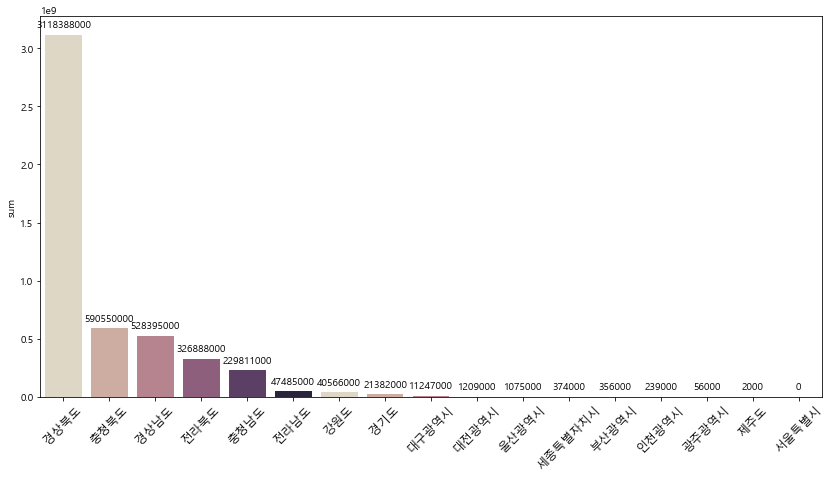 1e9
3118388000
3.0
2.5
2.0
1.5
1.0
0.5
0.0
sum
590550000
528395000
326888000
229811000
47485000
40566000
21382000
11247000
1209000
1075000
374000
356000
239000
56000
2000
0
경상북도
충청북도
경상남도
전라북도
충청남도
전라남도
강원도
경기도
대구광역시
대전광역시
울산광역시
세종특별자치시
부산광역시
인천광역시
광주광역시
제주도
서울특별시